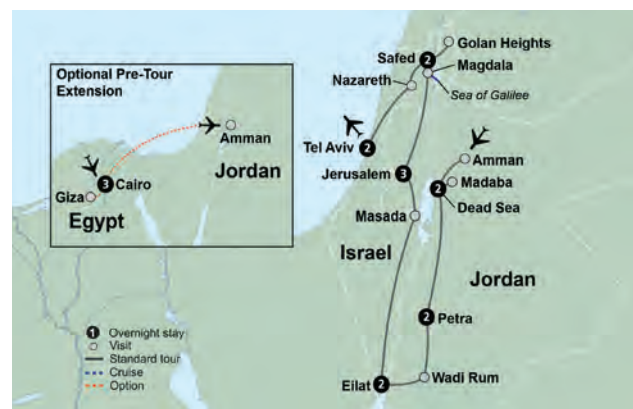 Optional Pre-Tour
Extension
Amman
Jordan
3 Cairo
Giza
Egypt
1 Overnight stay
Visit
Standard tour
Cruise
Option
Golan Heights
Safed 2
Magdala
Nazareth
Sea of Galilee
Tel Aviv 2
Amman
Jerusalem 3
Madaba
2
Dead Sea
Masada
Israel
Jordan
2 Petra
Eilat 2
Wadi Rum